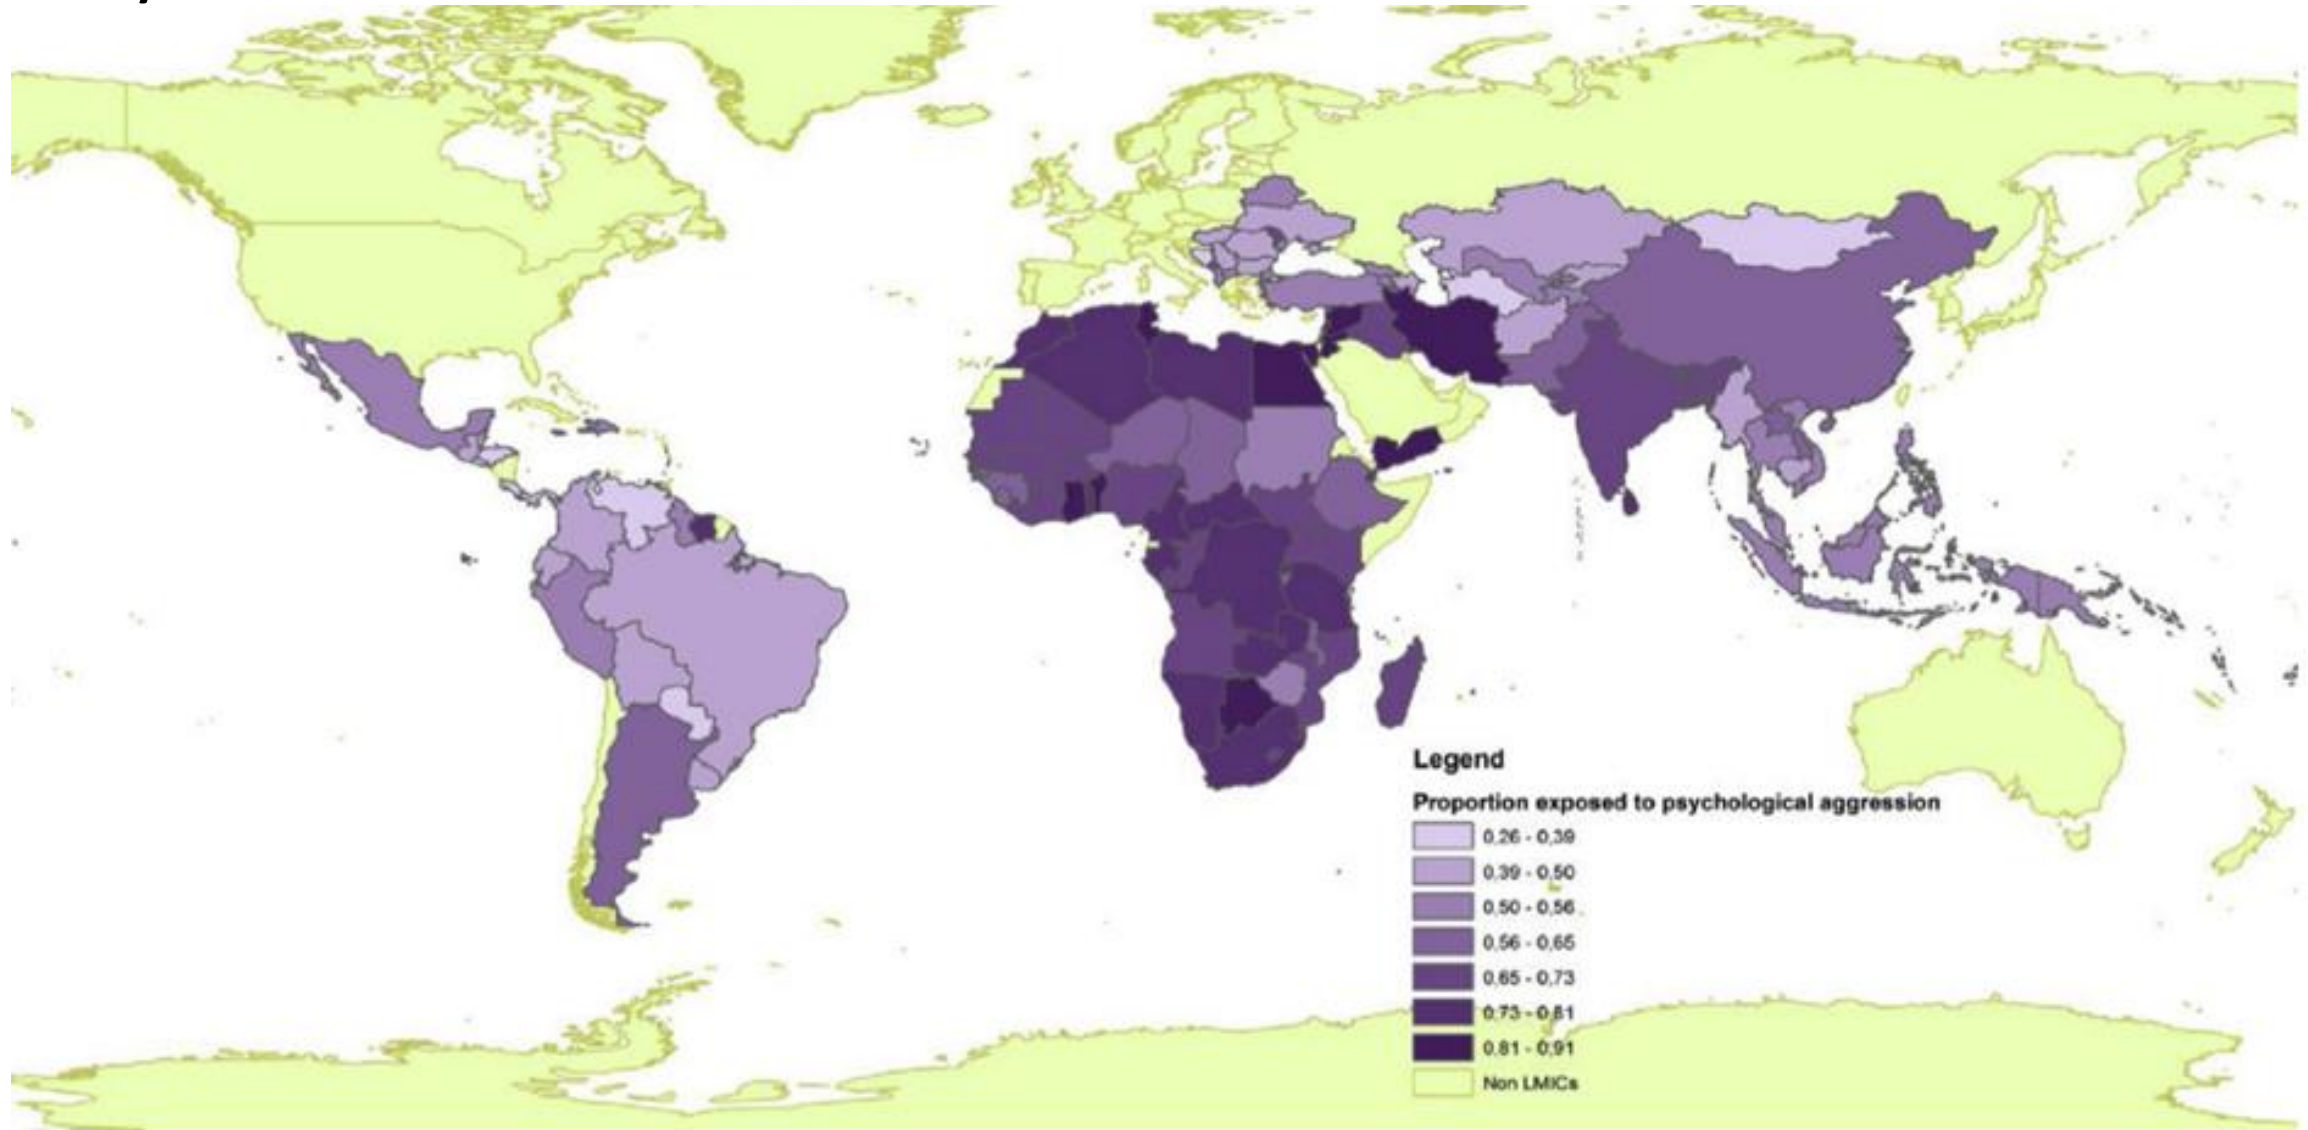 Legend
Proportion exposed to psychological aggression
0.26 - 0.39
0.39 - 0.50
0.50 - 0.56
0.56 - 0.65
0.65 - 0.73
0.73 - 0.81
0.81 - 0.91
Non LMICs